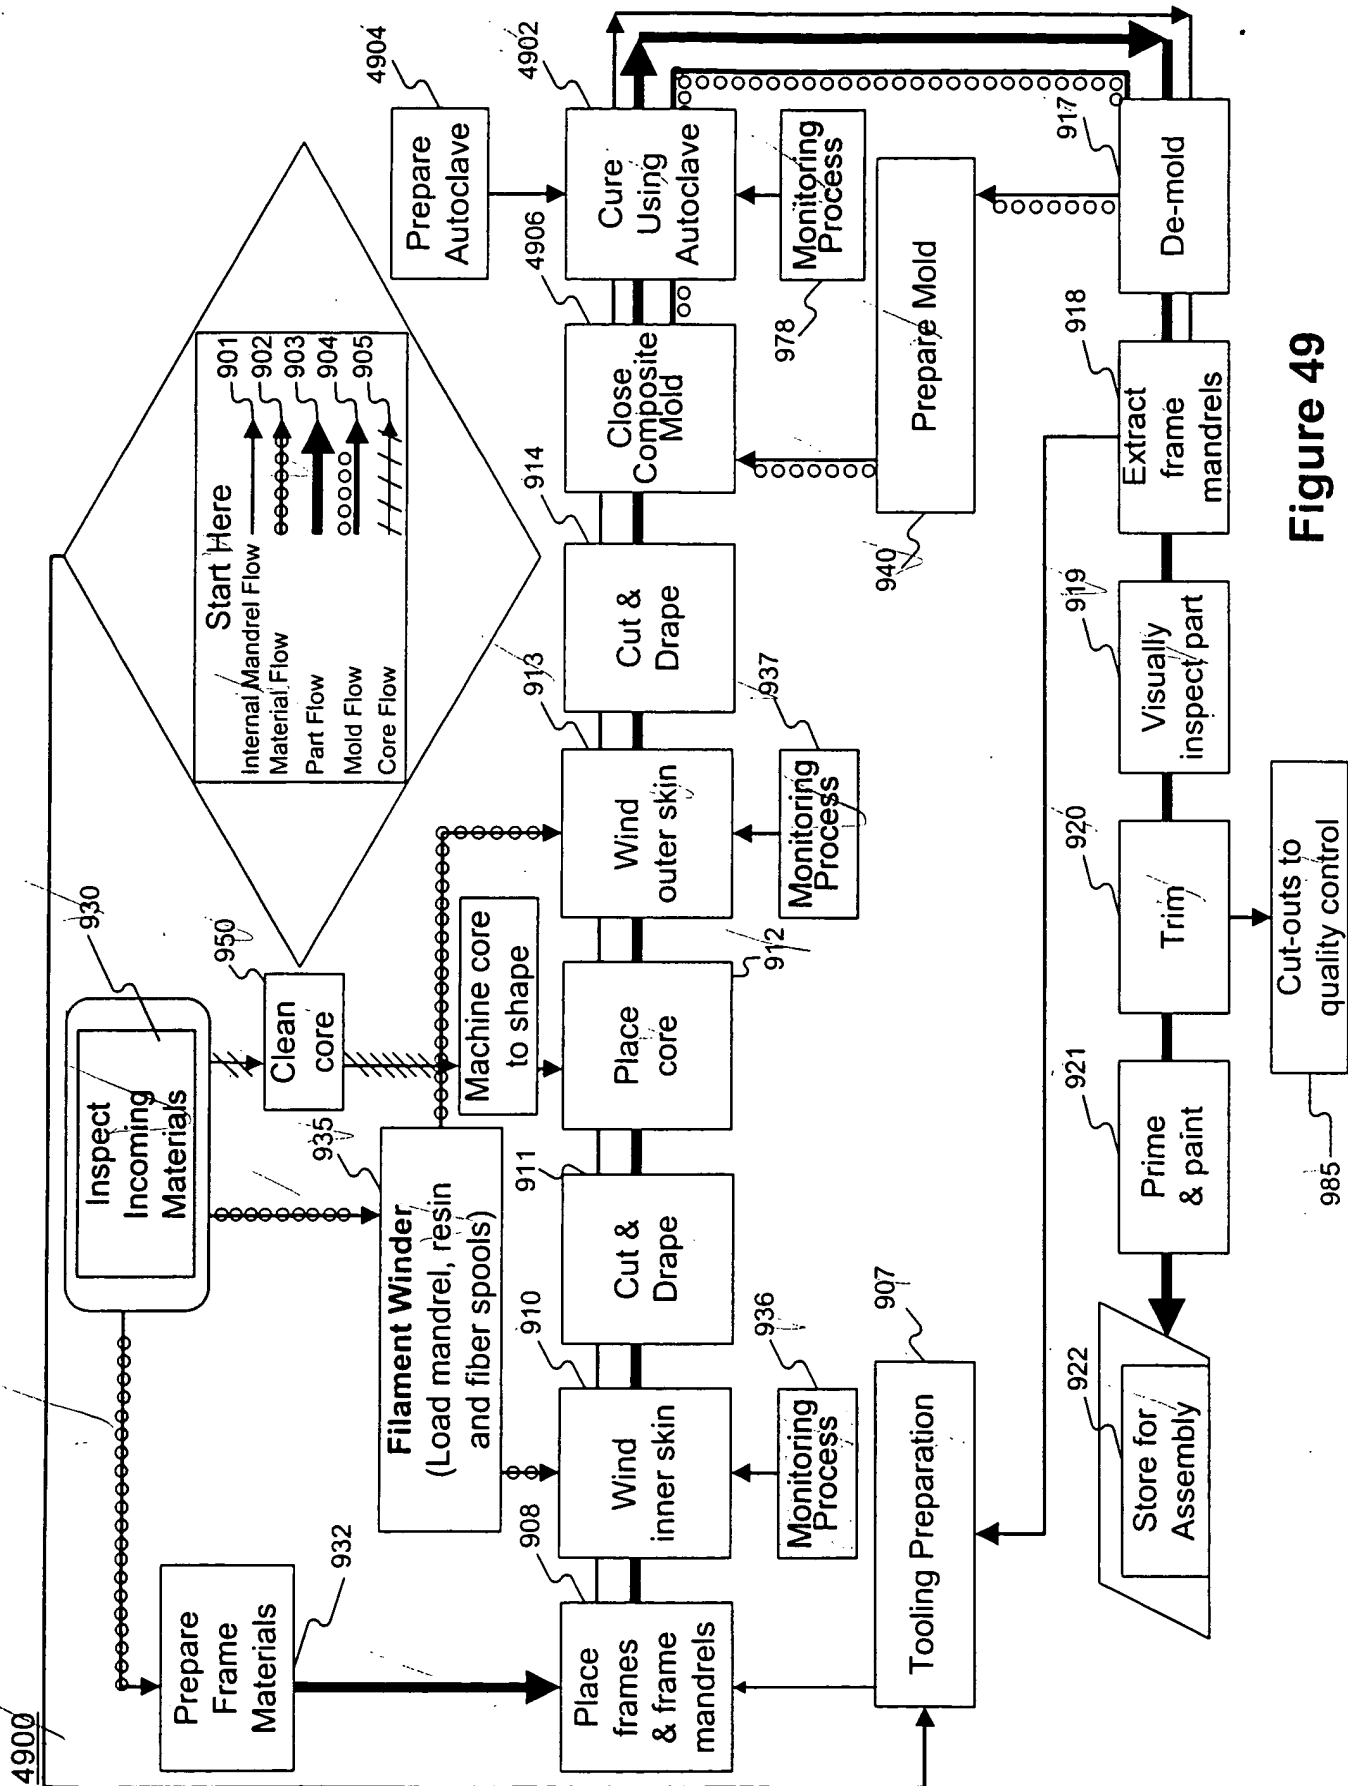 4900
Start Here
Internal Mandrel Flow
901
Material Flow
902
Part Flow
903
Mold Flow
904
Core Flow
905
Inspect
Incoming
Materials
930
Prepare
Frame
Materials
932
Clean
core
950
Filament Winder
(Load mandrel, resin
and fiber spools)
935
Machine core
to shape
Prepare
Autoclave
4904
Place
frames
& frame
mandrels
908
Wind
inner skin
910
Cut &
Drape
911
Place
core
912
Wind
outer skin
913
Cut &
Drape
914
Close
Composite
Mold
4906
Cure
Using
Autoclave
4902
Monitoring
Process
936
Monitoring
Process
937
Monitoring
Process
978
Tooling Preparation
907
Prepare Mold
940
Store for
Assembly
922
Prime
& paint
921
Trim
920
Visually
inspect part
919
Extract
frame
mandrels
918
De-mold
917
Cut-outs to
quality control
985
Figure 49